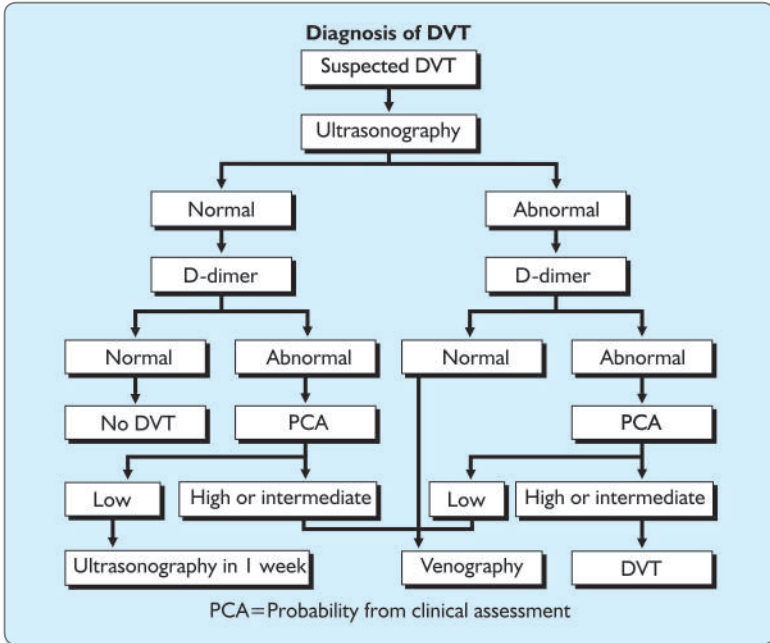 Diagnosis of DVT
Suspected DVT
Ultrasonography
Normal
Abnormal
D-dimer
D-dimer
Normal
Abnormal
Normal
Abnormal
No DVT
PCA
PCA
Low
High or intermediate
Low
High or intermediate
Ultrasonography in 1 week
Venography
DVT
PCA=Probability from clinical assessment